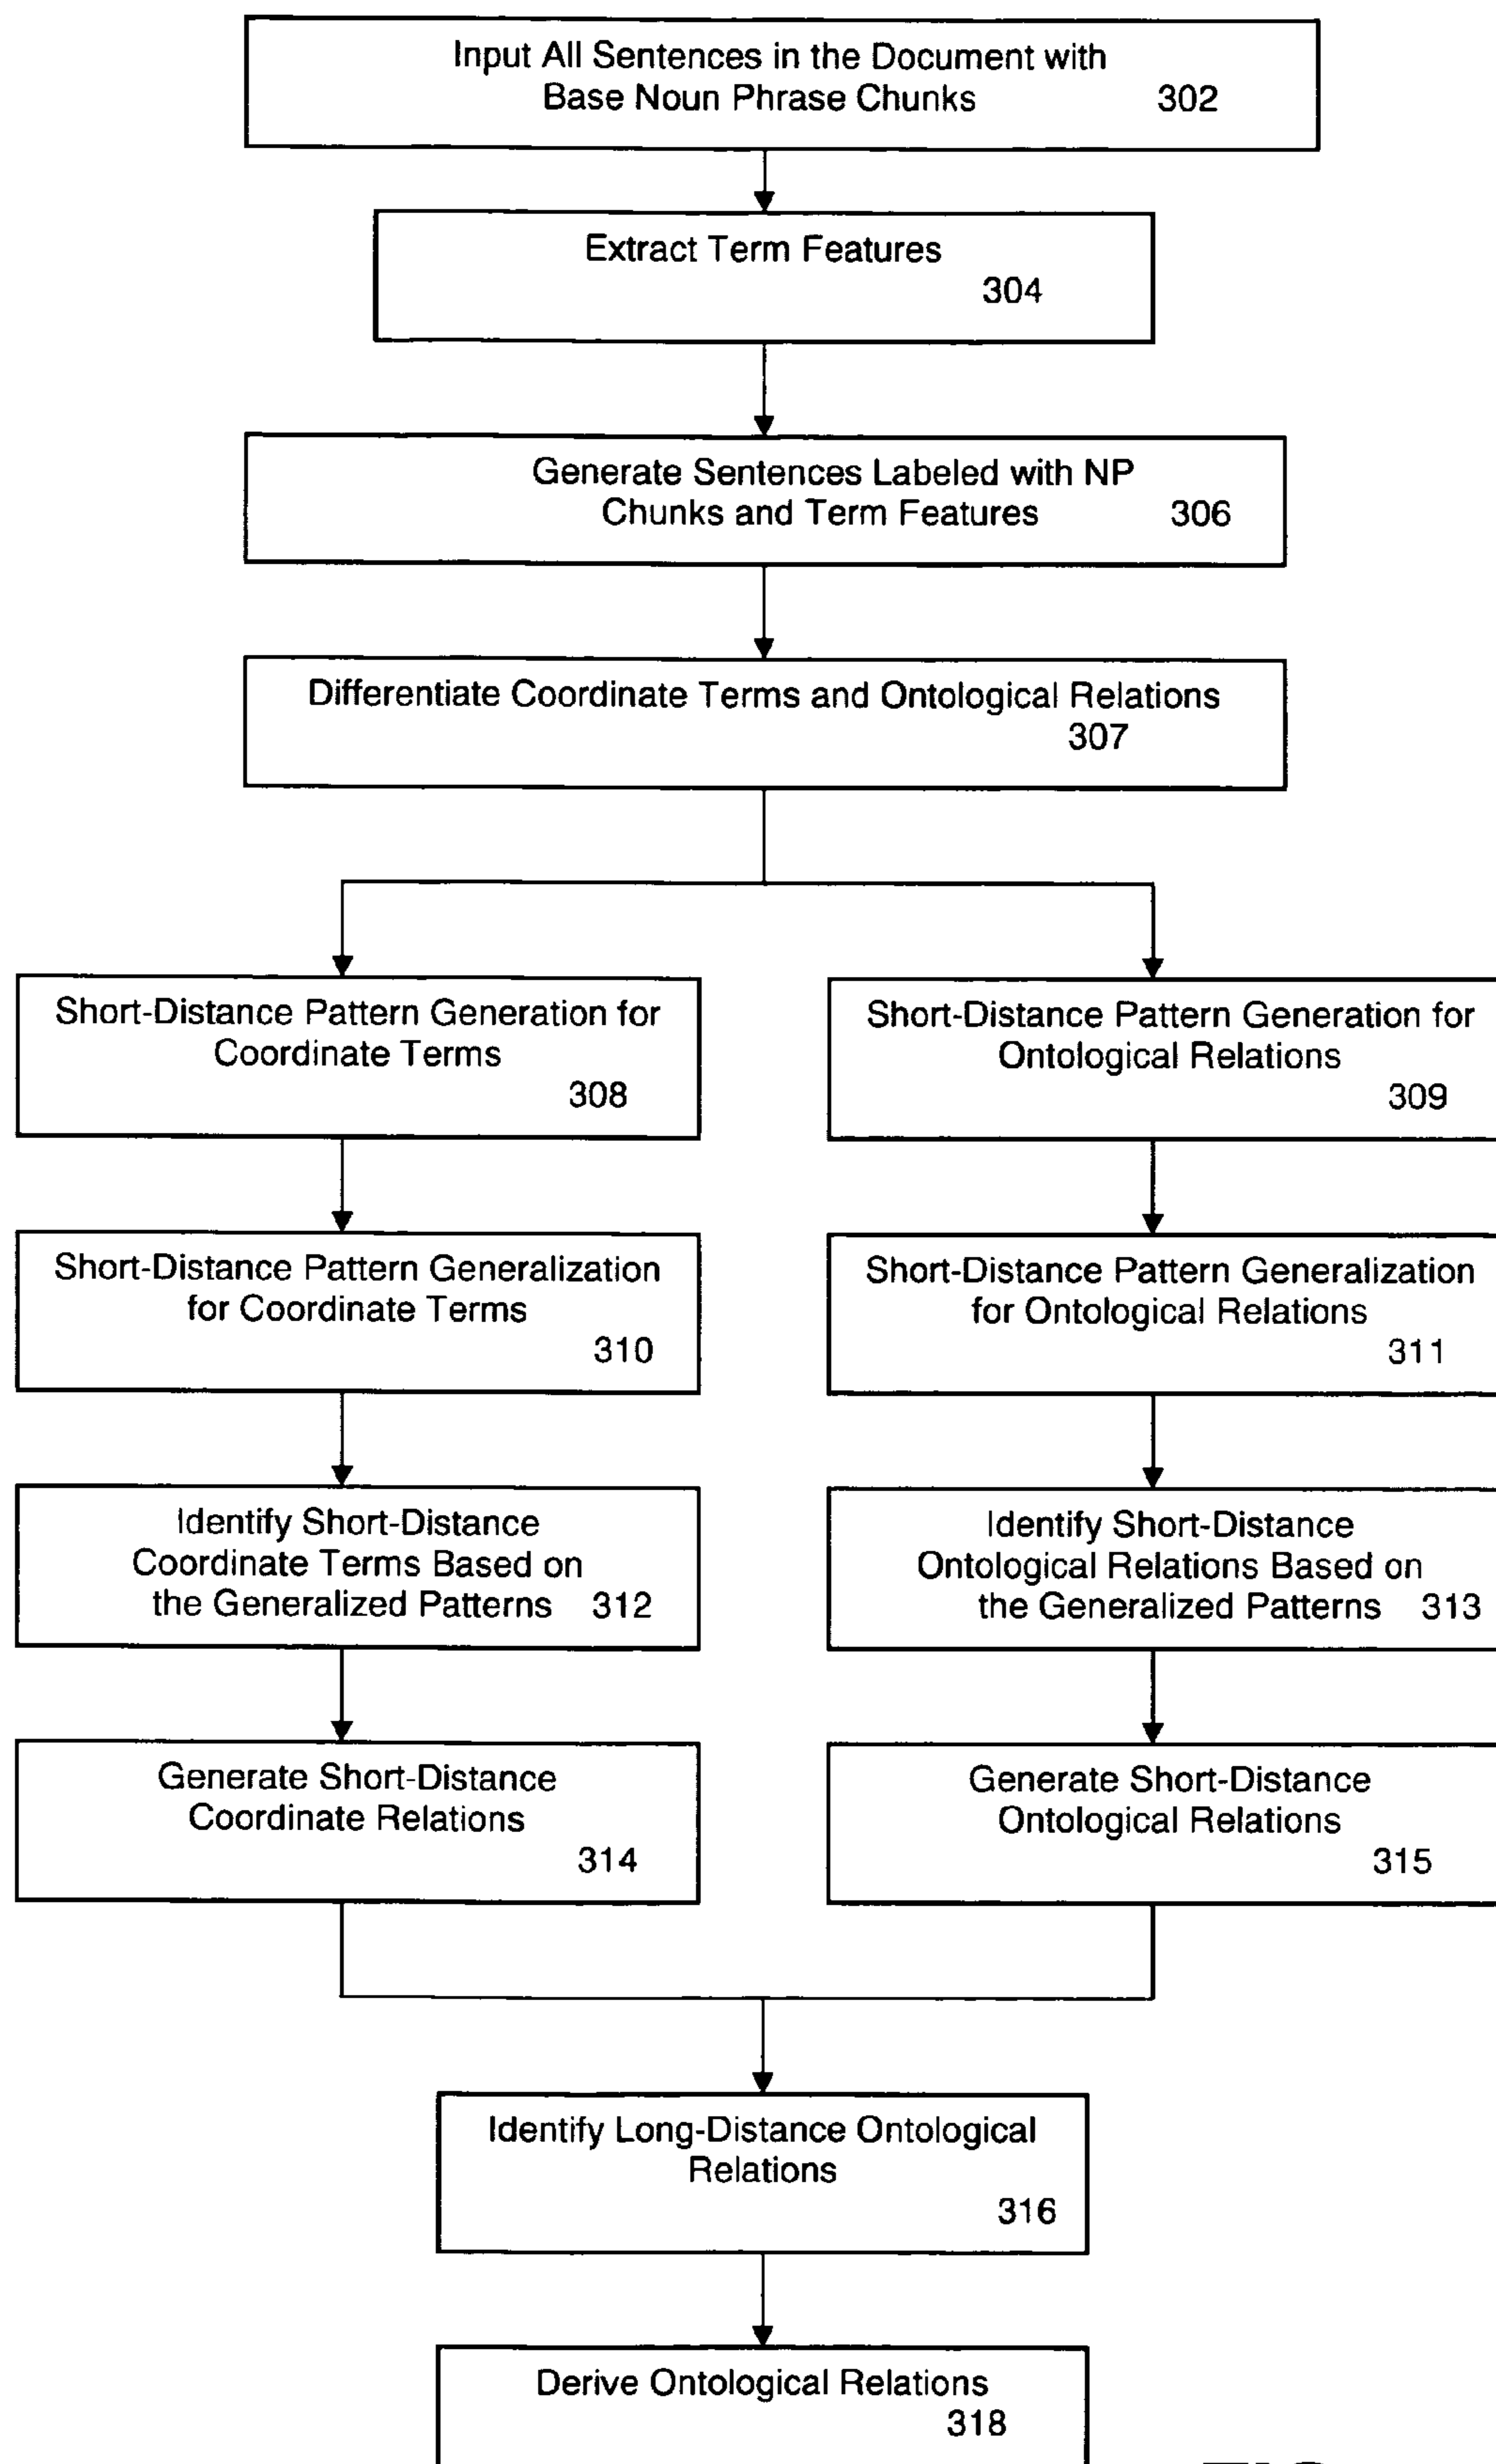 Input All Sentences in the Document with
Base Noun Phrase Chunks 302
Extract Term Features
304
Generate Sentences Labeled with NP
Chunks and Term Features 306
Differentiate Coordinate Terms and Ontological Relations
307
Short-Distance Pattern Generation for
Coordinate Terms
308
Short-Distance Pattern Generation for
Ontological Relations
309
Short-Distance Pattern Generalization
for Coordinate Terms
310
Short-Distance Pattern Generalization
for Ontological Relations
311
Identify Short-Distance
Coordinate Terms Based on
the Generalized Patterns 312
Identify Short-Distance
Ontological Relations Based on
the Generalized Patterns 313
Generate Short-Distance
Coordinate Relations
314
Generate Short-Distance
Ontological Relations
315
Identify Long-Distance Ontological
Relations
316
Derive Ontological Relations
318